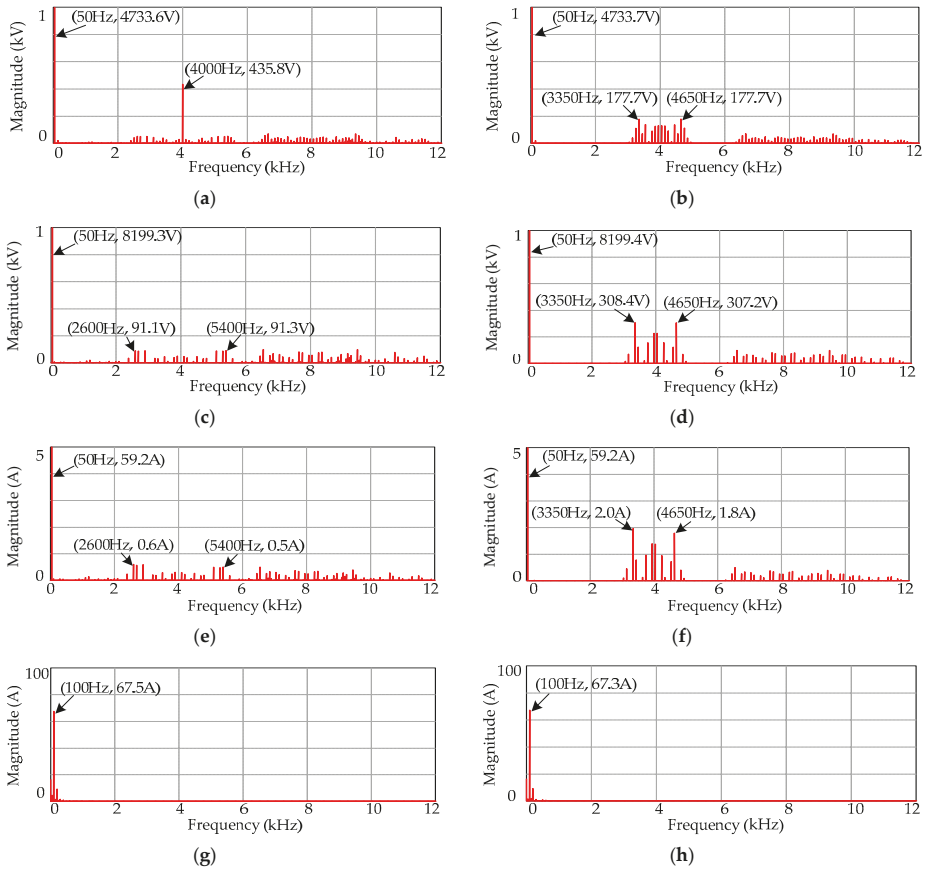 Magnitude (kV)
1
0
(50Hz, 4733.6V)
(4000Hz, 435.8V)
0 2 4 6 8 10 12
Frequency (kHz)
(a)
Magnitude (kV)
1
0
(50Hz, 4733.7V)
(3350Hz, 177.7V) (4650Hz, 177.7V)
0 2 4 6 8 10 12
Frequency (kHz)
(b)
Magnitude (kV)
1
0
(50Hz, 8199.3V)
(2600Hz, 91.1V) (5400Hz, 91.3V)
0 2 4 6 8 10 12
Frequency (kHz)
(c)
Magnitude (kV)
1
0
(50Hz, 8199.4V)
(3350Hz, 308.4V) (4650Hz, 307.2V)
0 2 4 6 8 10 12
Frequency (kHz)
(d)
Magnitude (A)
5
0
(50Hz, 59.2A)
(2600Hz, 0.6A) (5400Hz, 0.5A)
0 2 4 6 8 10 12
Frequency (kHz)
(e)
Magnitude (A)
5
0
(50Hz, 59.2A)
(3350Hz, 2.0A) (4650Hz, 1.8A)
0 2 4 6 8 10 12
Frequency (kHz)
(f)
Magnitude (A)
100
0
(100Hz, 67.5A)
0 2 4 6 8 10 12
Frequency (kHz)
(g)
Magnitude (A)
100
0
(100Hz, 67.3A)
0 2 4 6 8 10 12
Frequency (kHz)
(h)